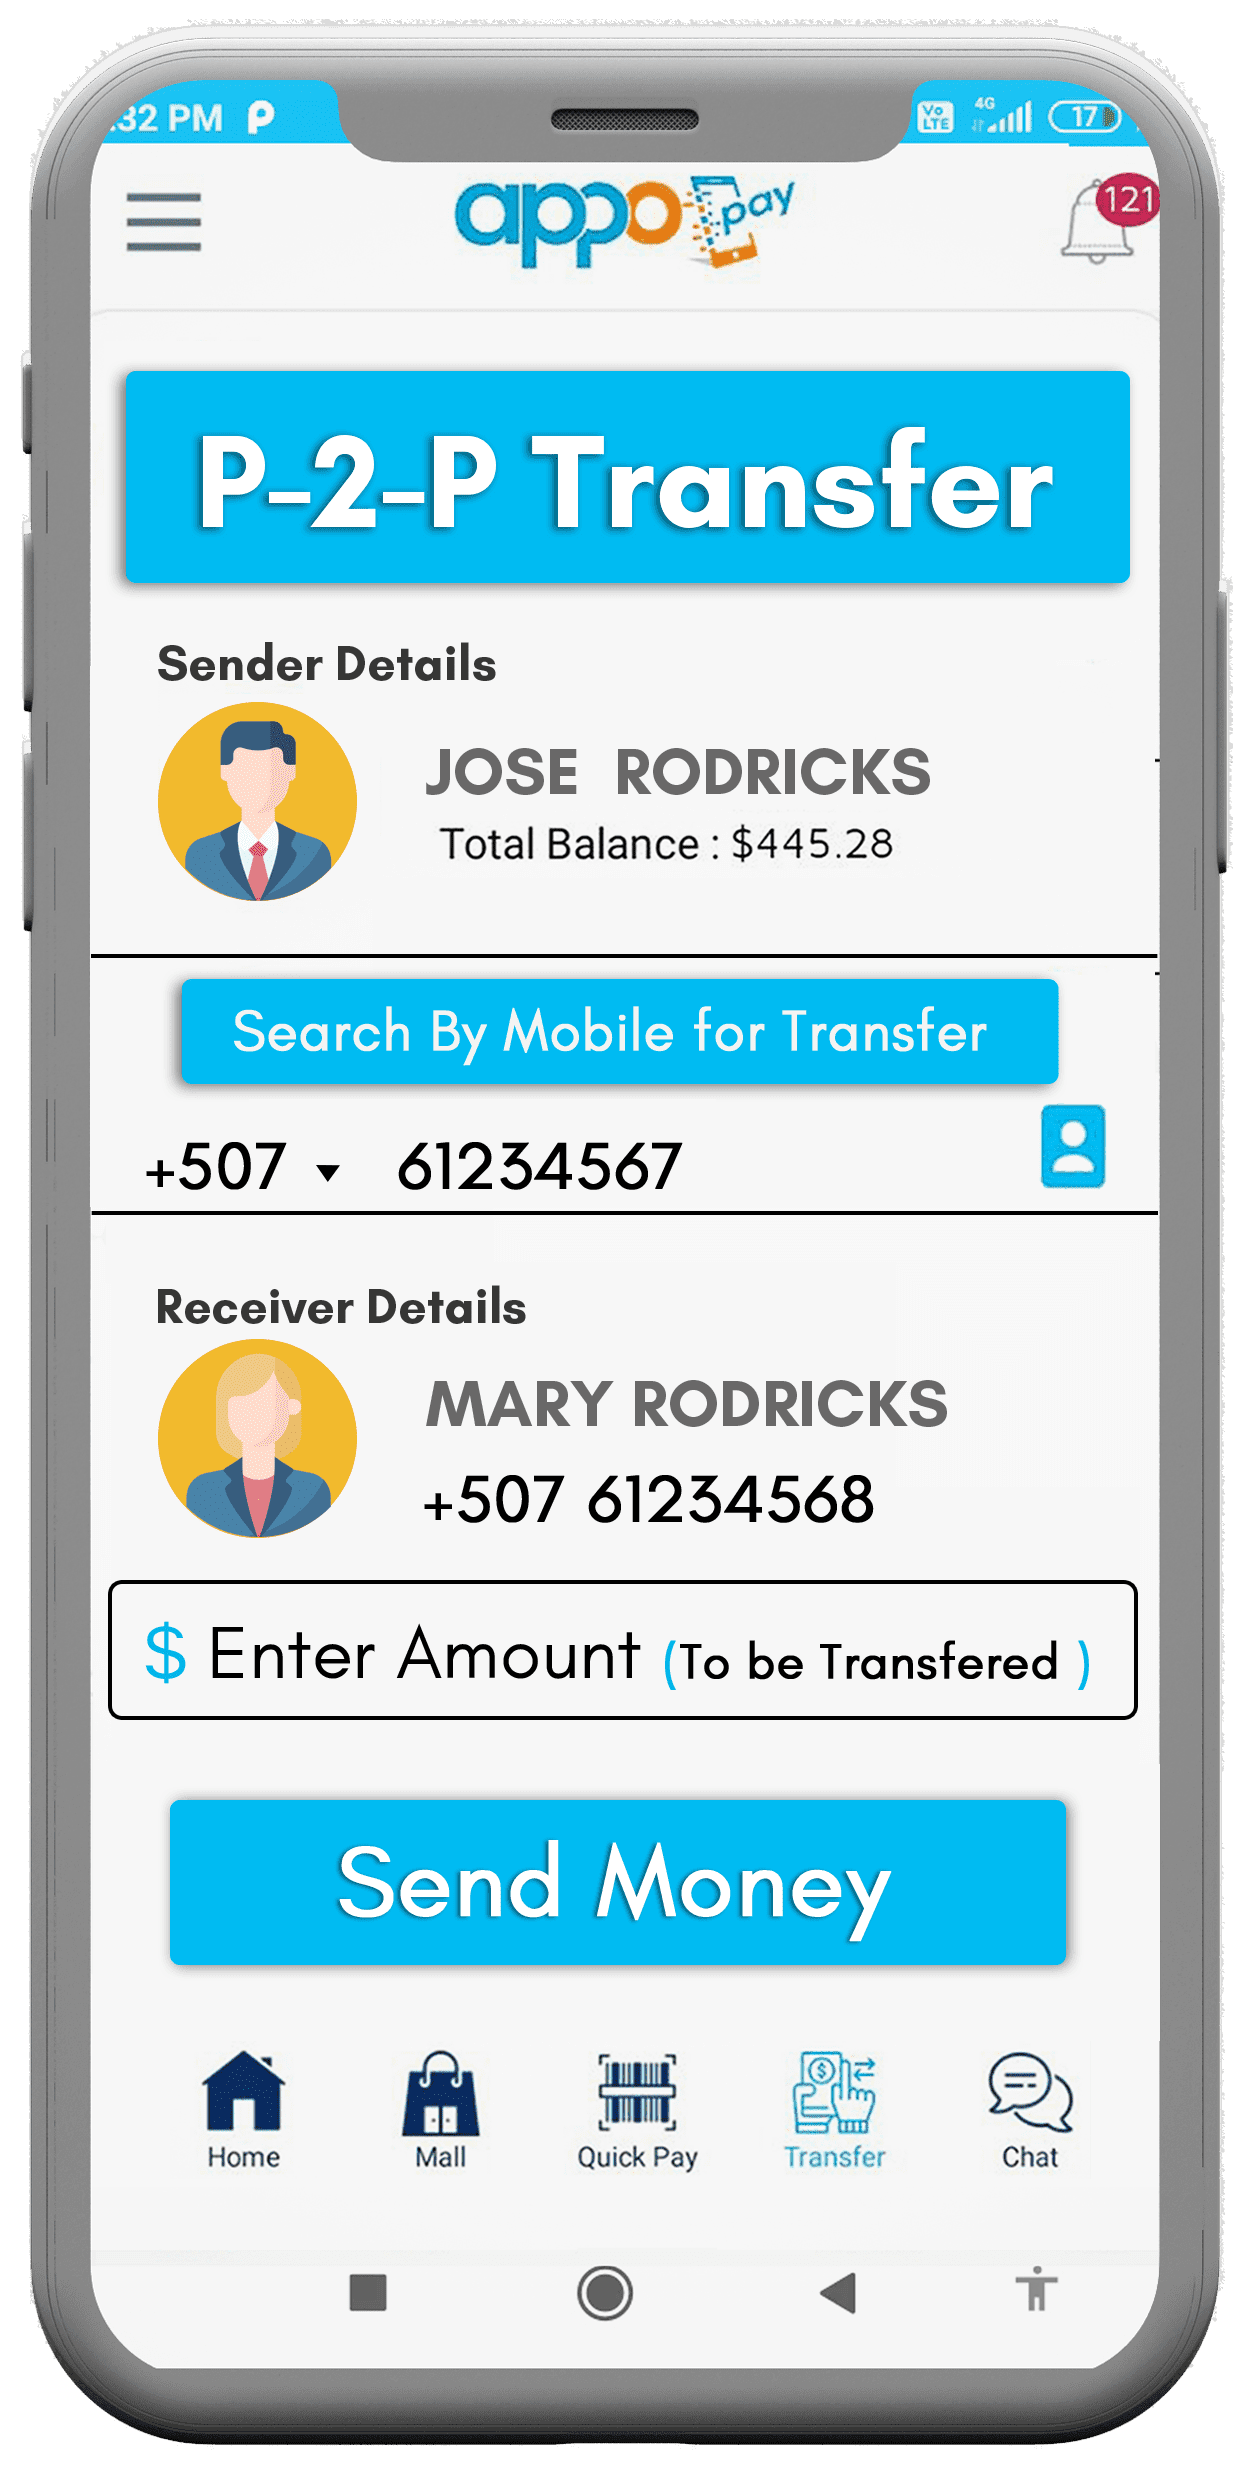 :32 PM
Vo LTE 4G 17
appo pay
121
P-2-P Transfer
Sender Details
JOSE RODRICKS
Total Balance : $445.28
Search By Mobile for Transfer
+507 61234567
Receiver Details
MARY RODRICKS
+507 61234568
$ Enter Amount (To be Transfered )
Send Money
Home Mall Quick Pay Transfer Chat